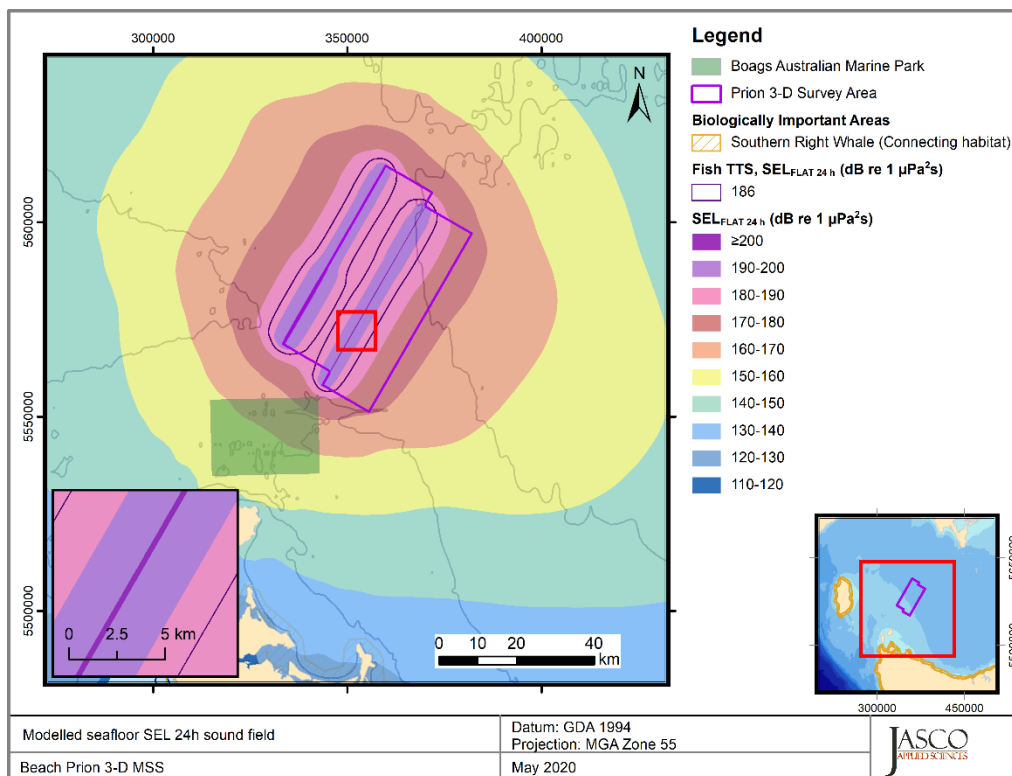 300000 350000 400000
5600000
5550000
5500000
N
0 2.5 5 km
0 10 20 40
km
Legend
Boags Australian Marine Park
Prion 3-D Survey Area
Biologically Important Areas
Southern Right Whale (Connecting habitat)
Fish TTS, SELFLAT 24 h (dB re 1 µPa²s)
186
SELFLAT 24 h (dB re 1 µPa²s)
≥200
190-200
180-190
170-180
160-170
150-160
140-150
130-140
120-130
110-120
5650000
5500000
300000 450000
Modelled seafloor SEL 24h sound field
Datum: GDA 1994
Projection: MGA Zone 55
Beach Prion 3-D MSS
May 2020
JASCO
APPLIED SCIENCES